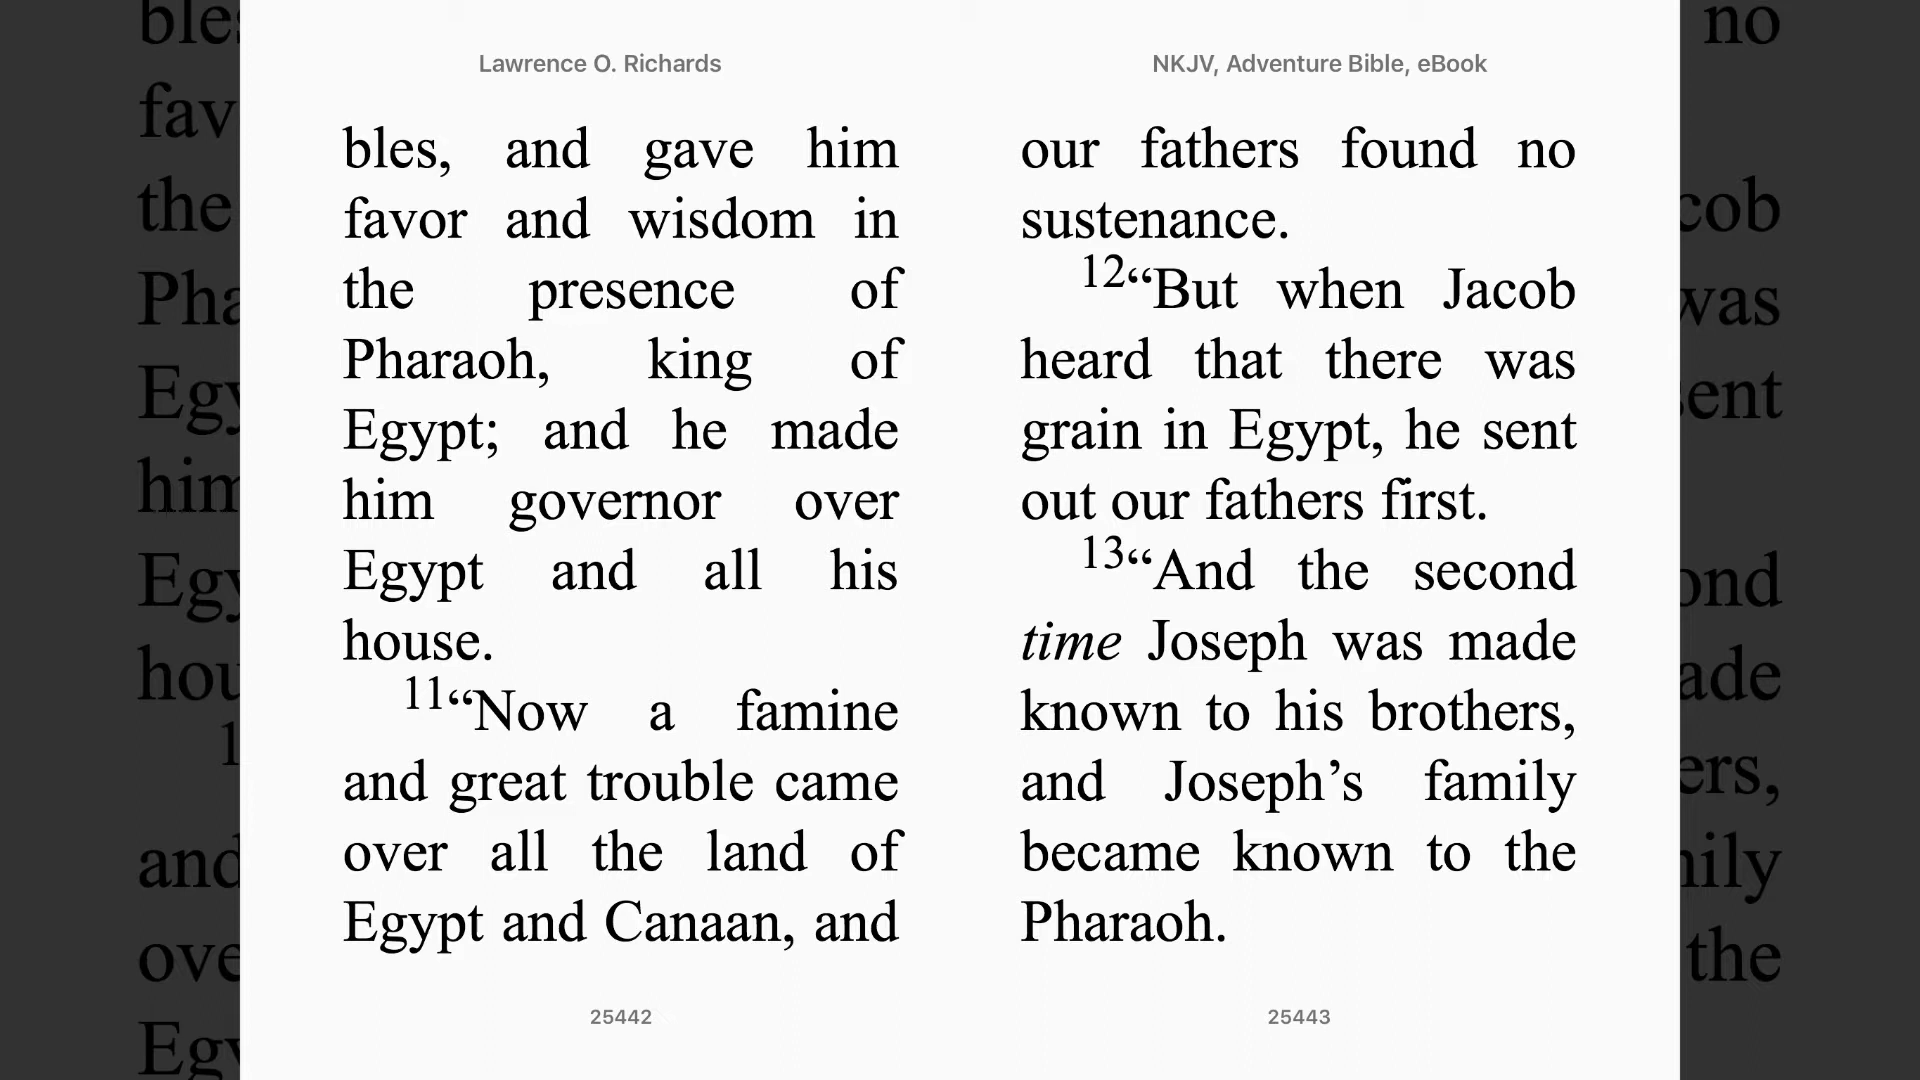 Lawrence O. Richards
bles, and gave him
favor and wisdom in
the presence of
Pharaoh, king of
Egypt; and he made
him governor over
Egypt and all his
house.
11“Now a famine
and great trouble came
over all the land of
Egypt and Canaan, and
25442
NKJV, Adventure Bible, eBook
our fathers found no
sustenance.
12“But when Jacob
heard that there was
grain in Egypt, he sent
out our fathers first.
13“And the second
time Joseph was made
known to his brothers,
and Joseph’s family
became known to the
Pharaoh.
25443